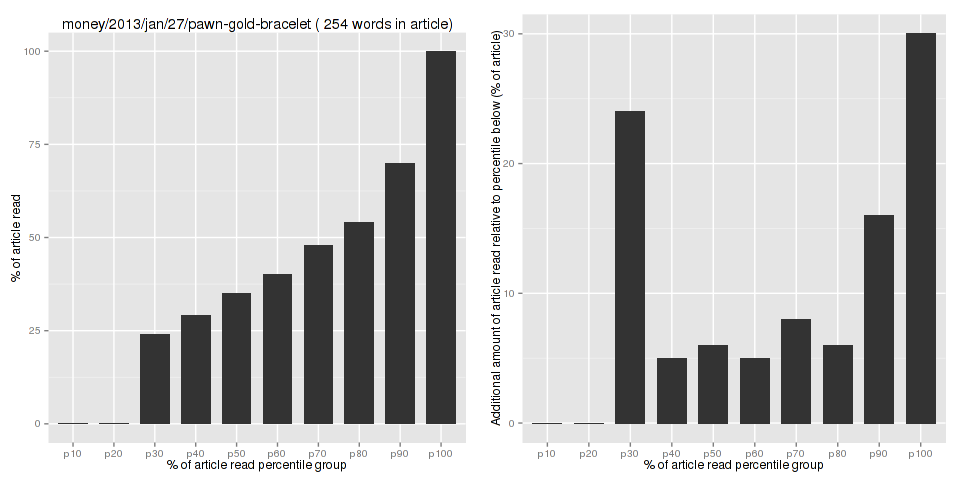 money/2013/jan/27/pawn-gold-bracelet ( 254 words in article)
% of article read
100
75
50
25
0
p10 p20 p30 p40 p50 p60 p70 p80 p90 p100
% of article read percentile group
Additional amount of article read relative to percentile below (% of article)
30
20
10
0
p10 p20 p30 p40 p50 p60 p70 p80 p90 p100
% of article read percentile group